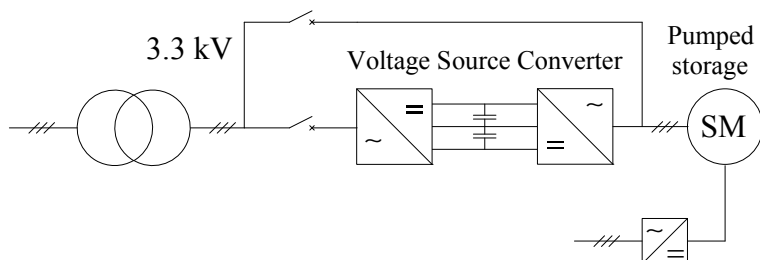 3.3 kV
Voltage Source Converter
Pumped
storage
SM